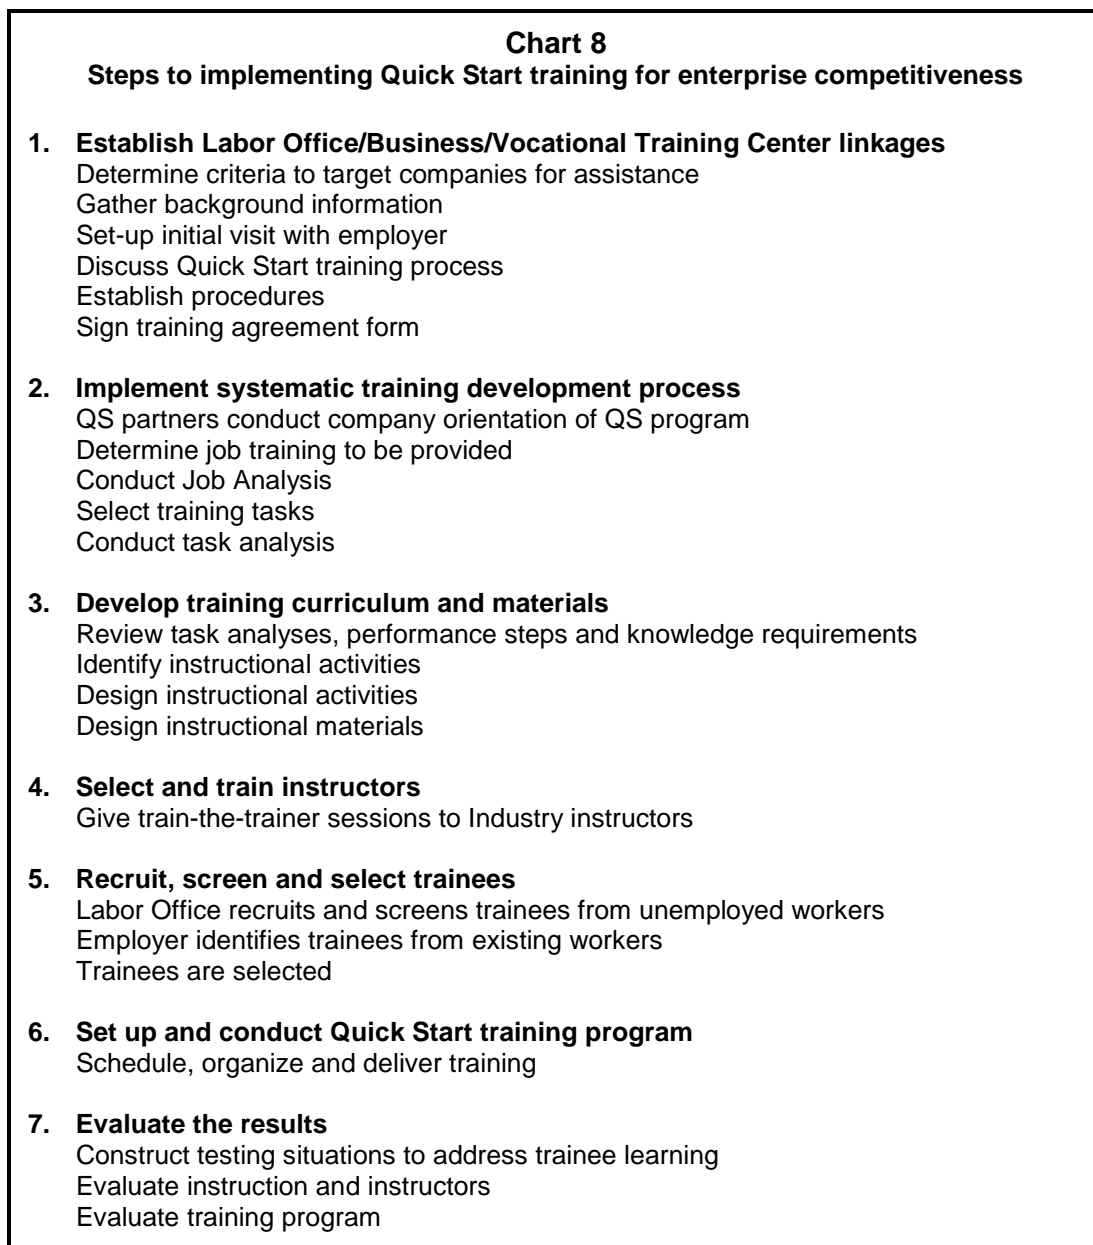 Chart 8
Steps to implementing Quick Start training for enterprise competitiveness
1. Establish Labor Office/Business/Vocational Training Center linkages
Determine criteria to target companies for assistance
Gather background information
Set-up initial visit with employer
Discuss Quick Start training process
Establish procedures
Sign training agreement form
2. Implement systematic training development process
QS partners conduct company orientation of QS program
Determine job training to be provided
Conduct Job Analysis
Select training tasks
Conduct task analysis
3. Develop training curriculum and materials
Review task analyses, performance steps and knowledge requirements
Identify instructional activities
Design instructional activities
Design instructional materials
4. Select and train instructors
Give train-the-trainer sessions to Industry instructors
5. Recruit, screen and select trainees
Labor Office recruits and screens trainees from unemployed workers
Employer identifies trainees from existing workers
Trainees are selected
6. Set up and conduct Quick Start training program
Schedule, organize and deliver training
7. Evaluate the results
Construct testing situations to address trainee learning
Evaluate instruction and instructors
Evaluate training program